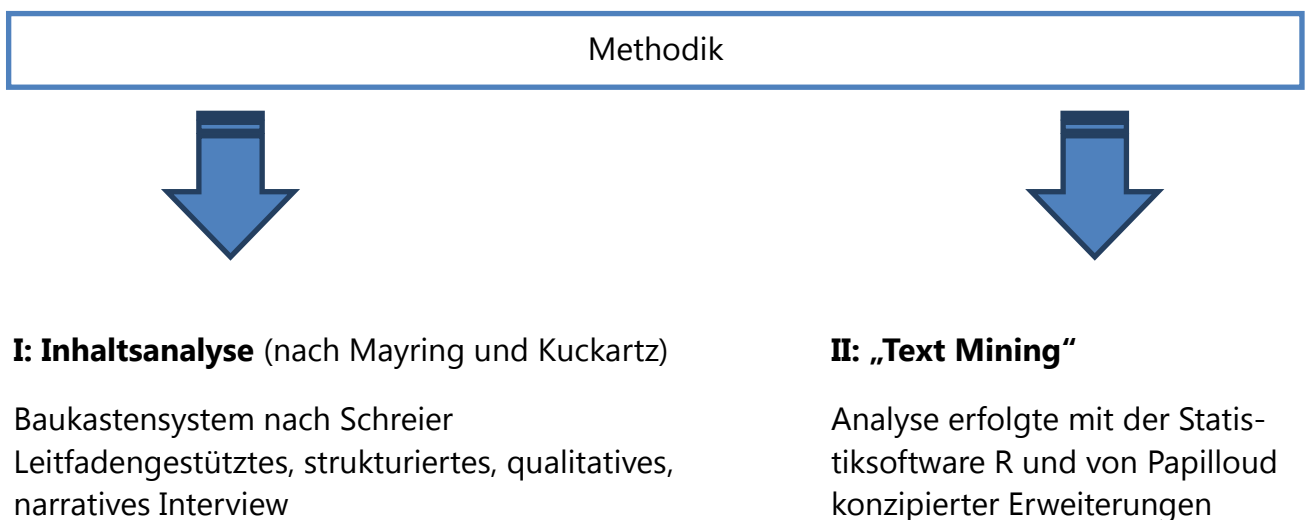 Methodik
I: Inhaltsanalyse (nach Mayring und Kuckartz)
Baukastensystem nach Schreier
Leitfadengestütztes, strukturiertes, qualitatives,
narratives Interview
II: „Text Mining“
Analyse erfolgte mit der Statis-
tiksoftware R und von Papilloud
konzipierter Erweiterungen